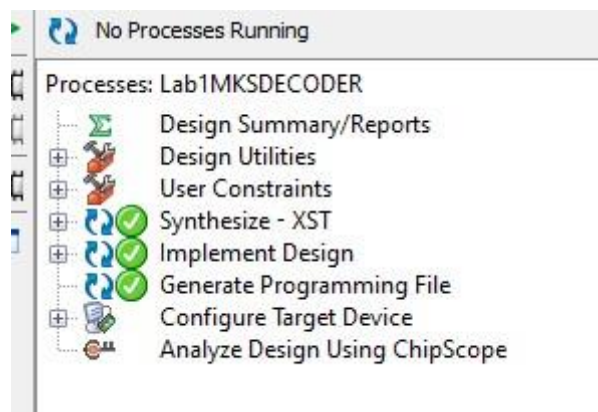 No Processes Running
Processes: Lab1MKSDECODER
Design Summary/Reports
Design Utilities
User Constraints
Synthesize - XST
Implement Design
Generate Programming File
Configure Target Device
Analyze Design Using ChipScope